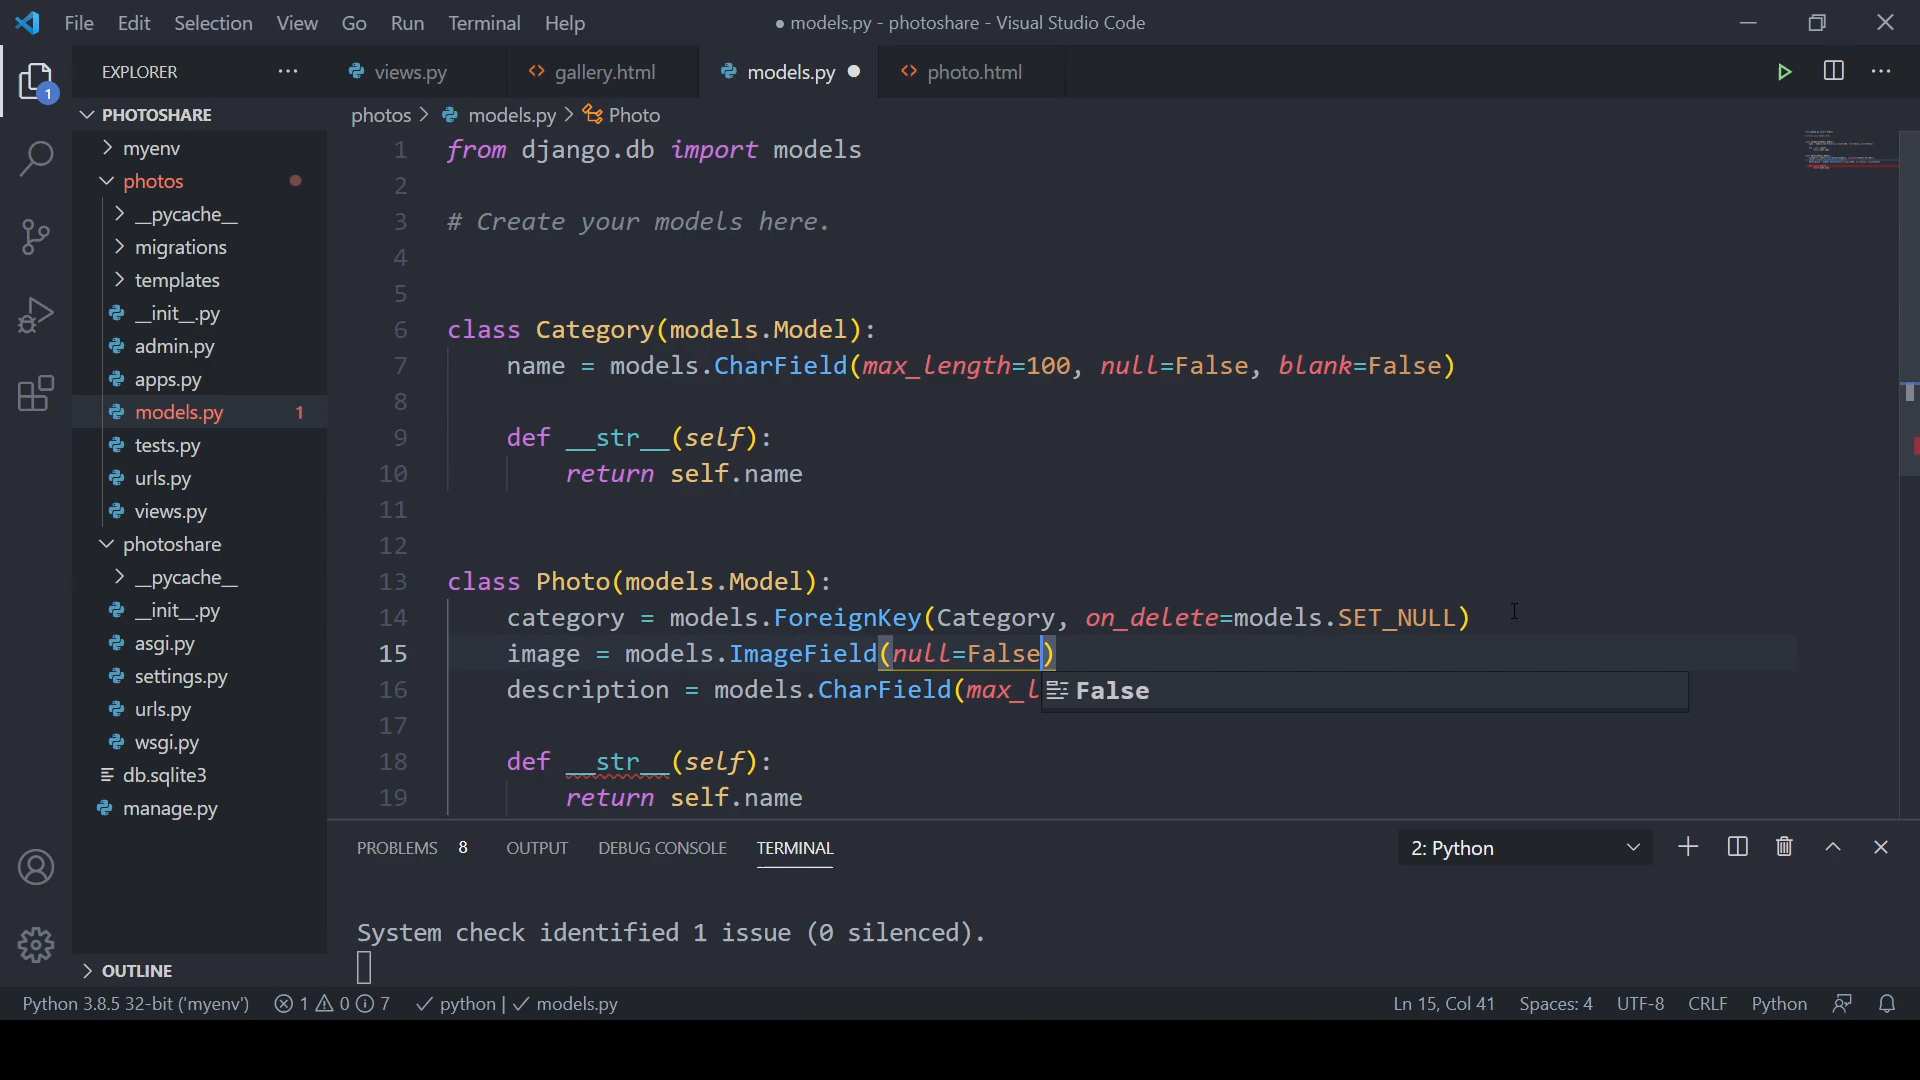 File Edit Selection View Go Run Terminal Help ● models.py - photoshare - Visual Studio Code
EXPLORER ··· views.py gallery.html models.py photo.html ···
1
PHOTOSHARE
photos > models.py > Photo
myenv
photos
__pycache__
migrations
templates
__init__.py
admin.py
apps.py
models.py 1
tests.py
urls.py
views.py
photoshare
__pycache__
__init__.py
asgi.py
settings.py
urls.py
wsgi.py
db.sqlite3
manage.py
OUTLINE
1 from django.db import models
2
3 # Create your models here.
4
5
6 class Category(models.Model):
7 name = models.CharField(max_length=100, null=False, blank=False)
8
9 def __str__(self):
10 return self.name
11
12
13 class Photo(models.Model):
14 category = models.ForeignKey(Category, on_delete=models.SET_NULL)
15 image = models.ImageField(null=False)
16 description = models.CharField(max_l
False
17
18 def __str__(self):
19 return self.name
PROBLEMS 8 OUTPUT DEBUG CONSOLE TERMINAL 2: Python
System check identified 1 issue (0 silenced).
Python 3.8.5 32-bit ('myenv') 1 0 7 python | models.py Ln 15, Col 41 Spaces: 4 UTF-8 CRLF Python